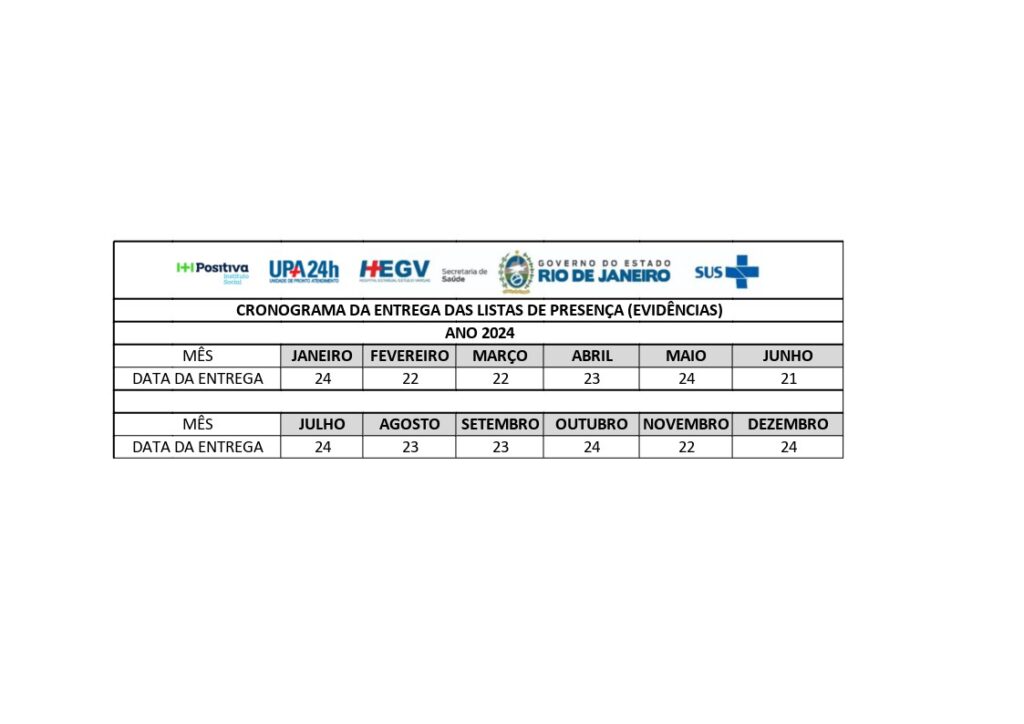 Positiva
Instituto
Social
UPA 24h
UNIDADE DE PRONTO ATENDIMENTO
HEGV
HOSPITAL ESTADUAL GETÚLIO VARGAS
Secretaria de
Saúde
GOVERNO DO ESTADO
RIO DE JANEIRO
SUS
CRONOGRAMA DA ENTREGA DAS LISTAS DE PRESENÇA (EVIDÊNCIAS)
ANO 2024
MÊS JANEIRO FEVEREIRO MARÇO ABRIL MAIO JUNHO
DATA DA ENTREGA 24 22 22 23 24 21
MÊS JULHO AGOSTO SETEMBRO OUTUBRO NOVEMBRO DEZEMBRO
DATA DA ENTREGA 24 23 23 24 22 24